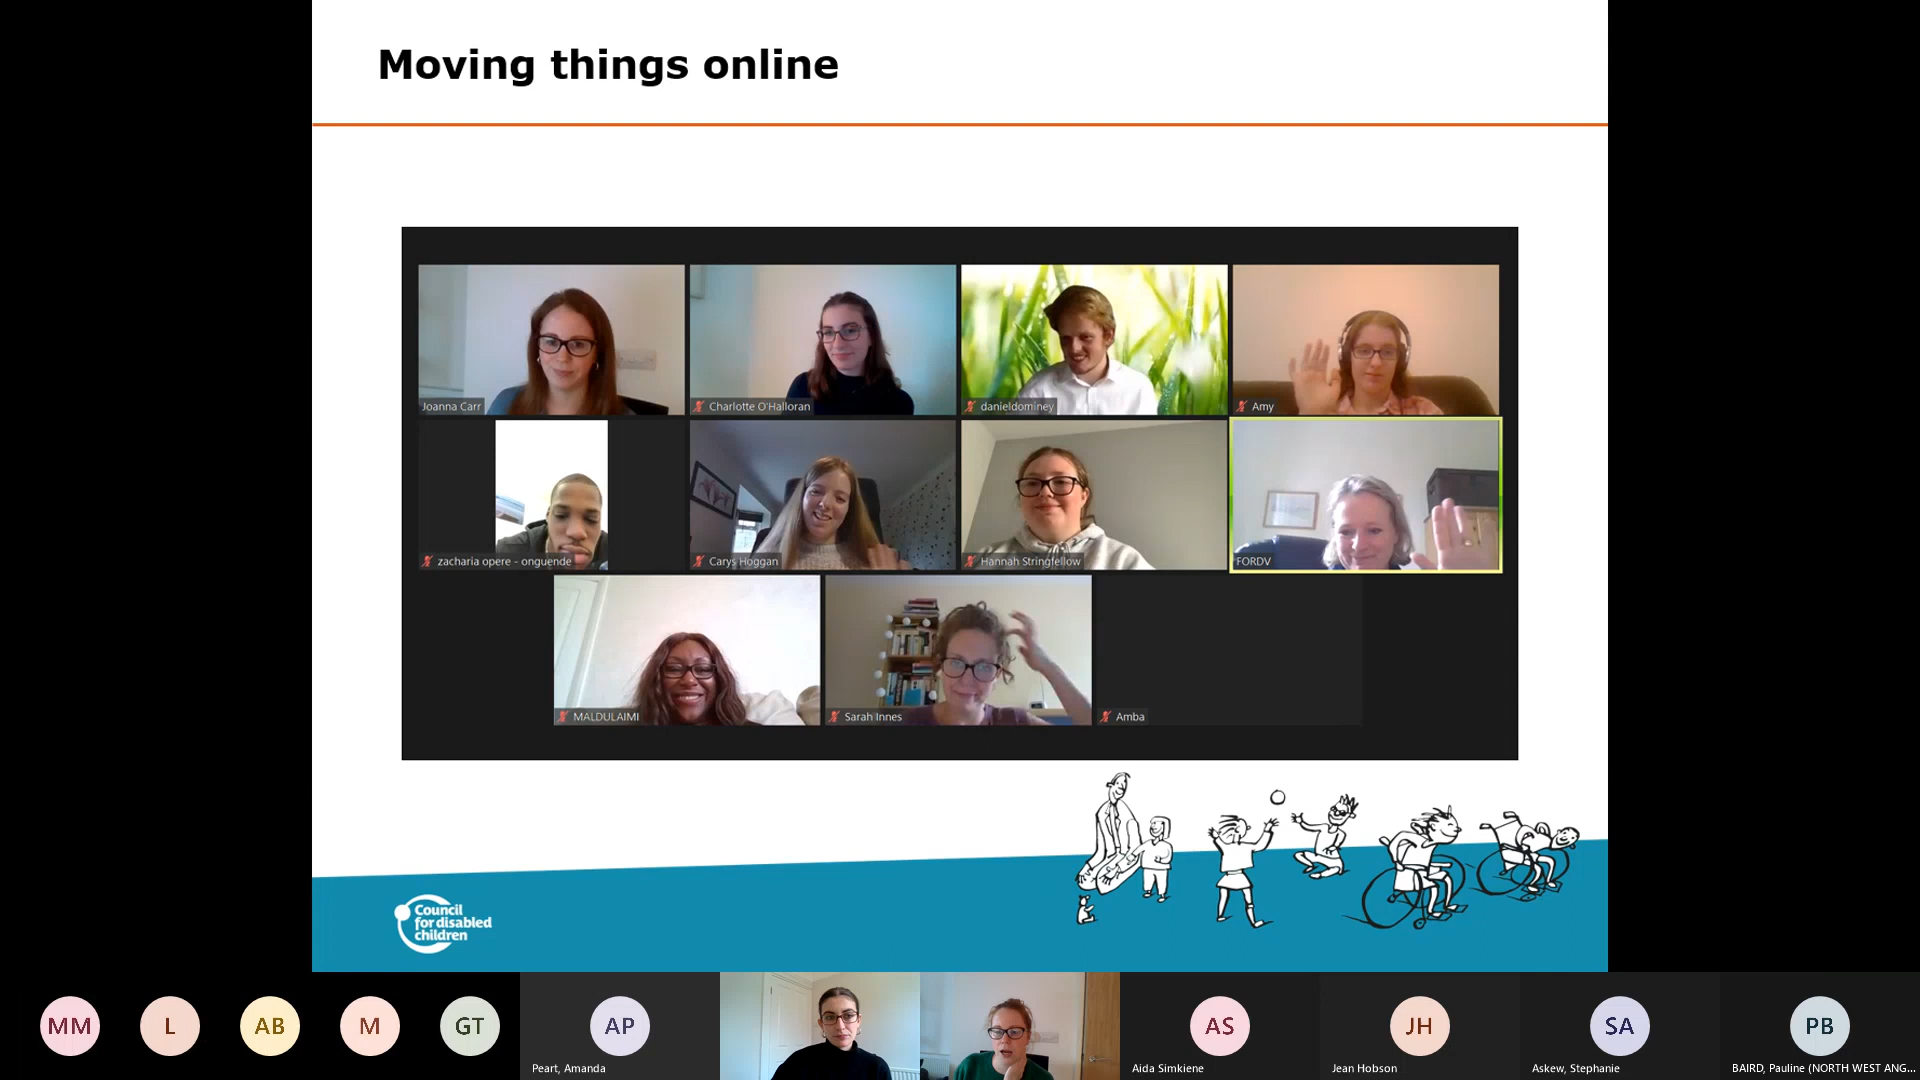 Moving things online
Joanna Carr
Charlotte O'Halloran
danieldominey
Amy
zacharia opere - onguende
Carys Hoggan
Hannah Stringfellow
FORDV
MALDULAIMI
Sarah Innes
Amba
Council
for disabled
children
MM
L
AB
M
GT
AP
Peart, Amanda
AS
Aida Simkiene
JH
Jean Hobson
SA
Askew, Stephanie
PB
BAIRD, Pauline (NORTH WEST ANG...